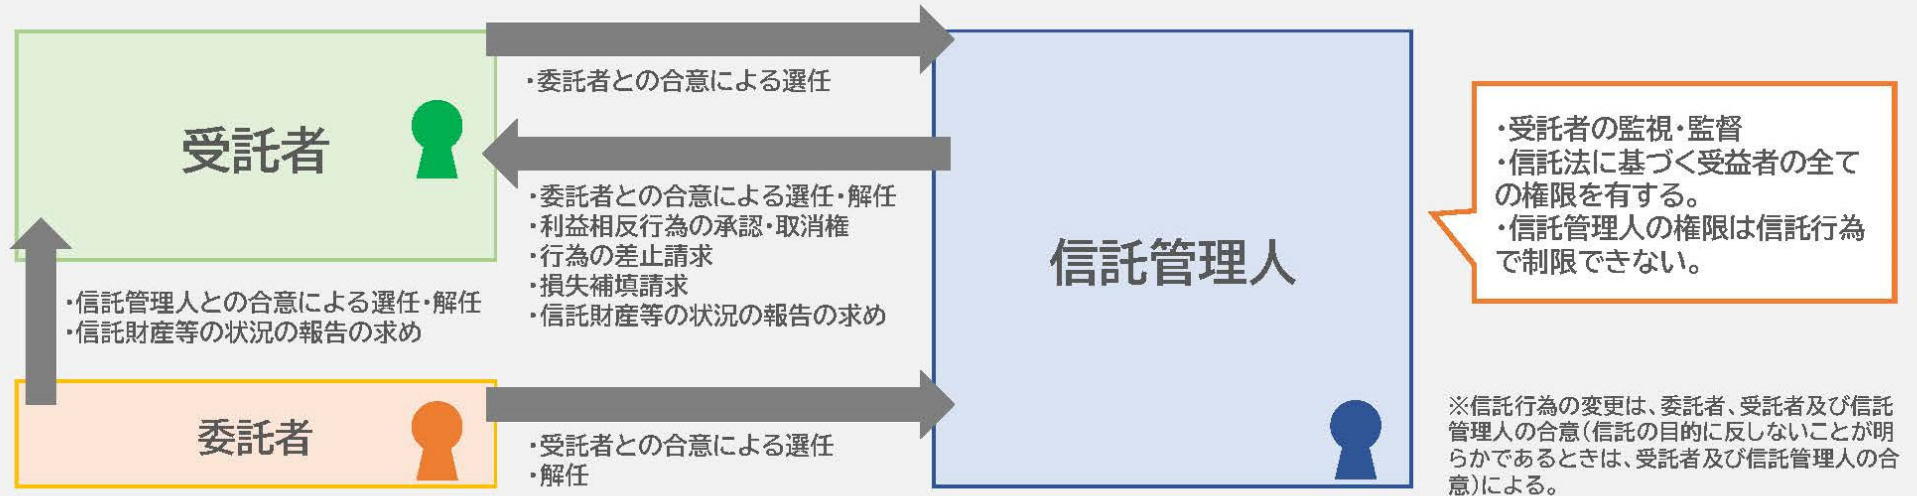 ・委託者との合意による選任
受託者
・委託者との合意による選任・解任
・利益相反行為の承認・取消権
・行為の差止請求
・損失補填請求
・信託財産等の状況の報告の求め
・信託管理人との合意による選任・解任
・信託財産等の状況の報告の求め
委託者
・受託者との合意による選任
・解任
信託管理人
・受託者の監視・監督
・信託法に基づく受益者の全て
の権限を有する。
・信託管理人の権限は信託行為
で制限できない。
※信託行為の変更は、委託者、受託者及び信託
管理人の合意(信託の目的に反しないことが明
らかであるときは、受託者及び信託管理人の合
意)による。